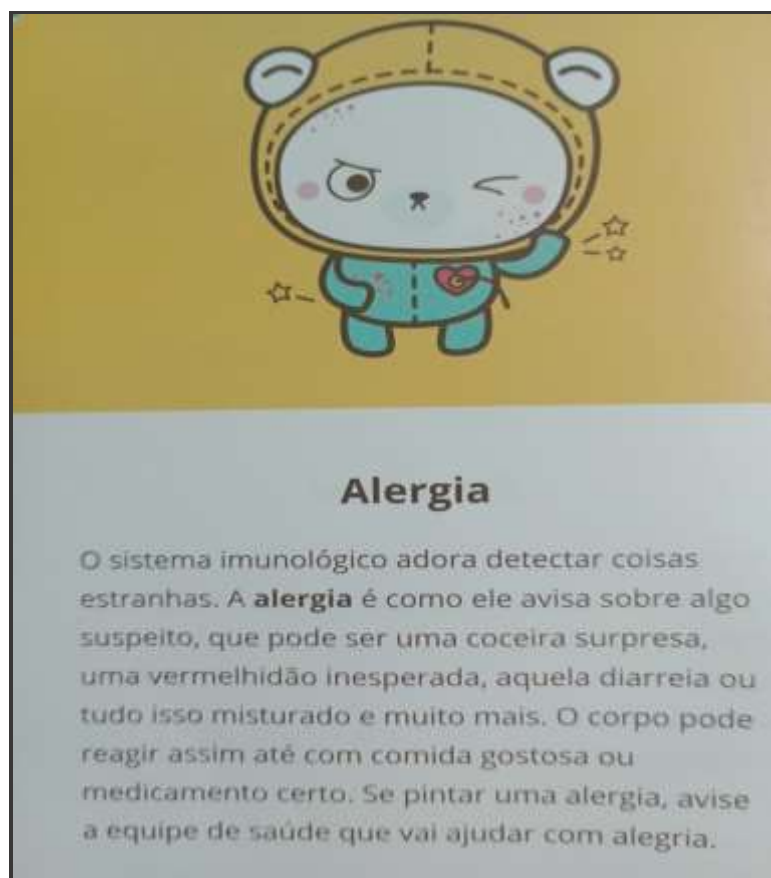 Alergia
O sistema imunológico adora detectar coisas
estranhas. A alergia é como ele avisa sobre algo
suspeito, que pode ser uma coceira surpresa,
uma vermelhidão inesperada, aquela diarreia ou
tudo isso misturado e muito mais. O corpo pode
reagir assim até com comida gostosa ou
medicamento certo. Se pintar uma alergia, avise
a equipe de saúde que vai ajudar com alegria.